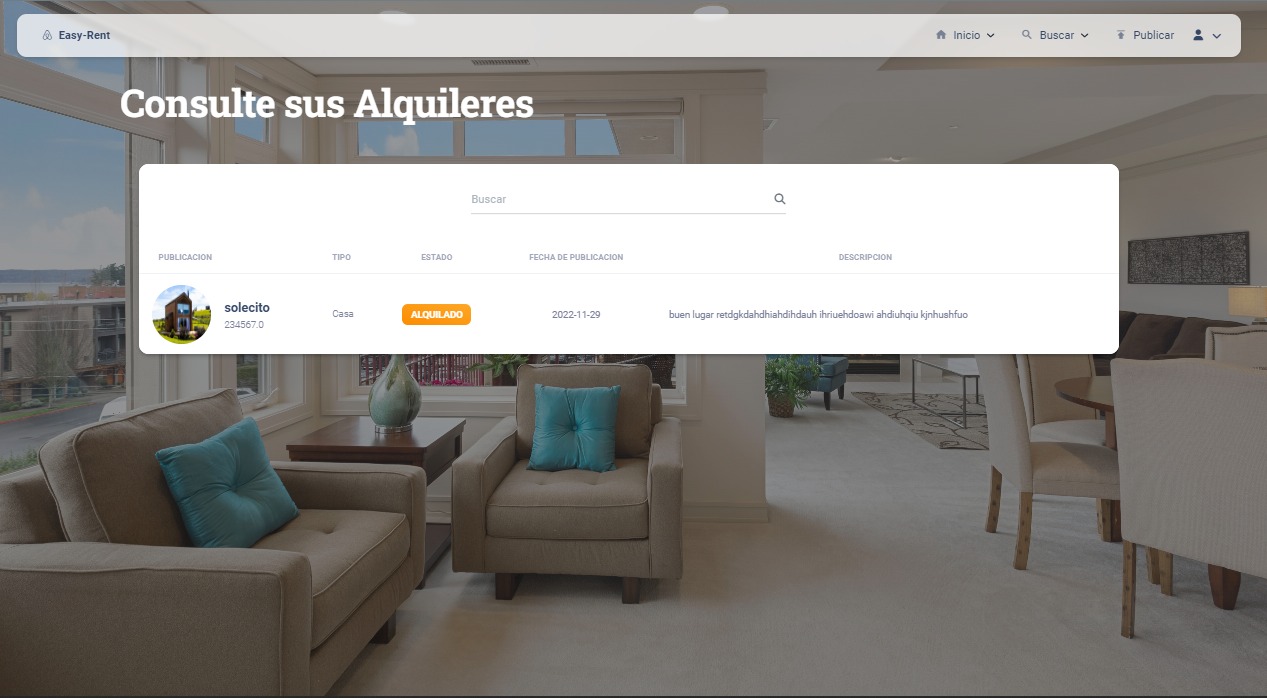 Easy-Rent
Inicio
Buscar
Publicar
Consulte sus Alquileres
Buscar
PUBLICACION TIPO ESTADO FECHA DE PUBLICACION DESCRIPCION
solecito
234567.0
Casa
ALQUILADO
2022-11-29
buen lugar retdgkdahdhiahdihdauh ihriuehdoawi ahdiuhqiu kjnhushfuo